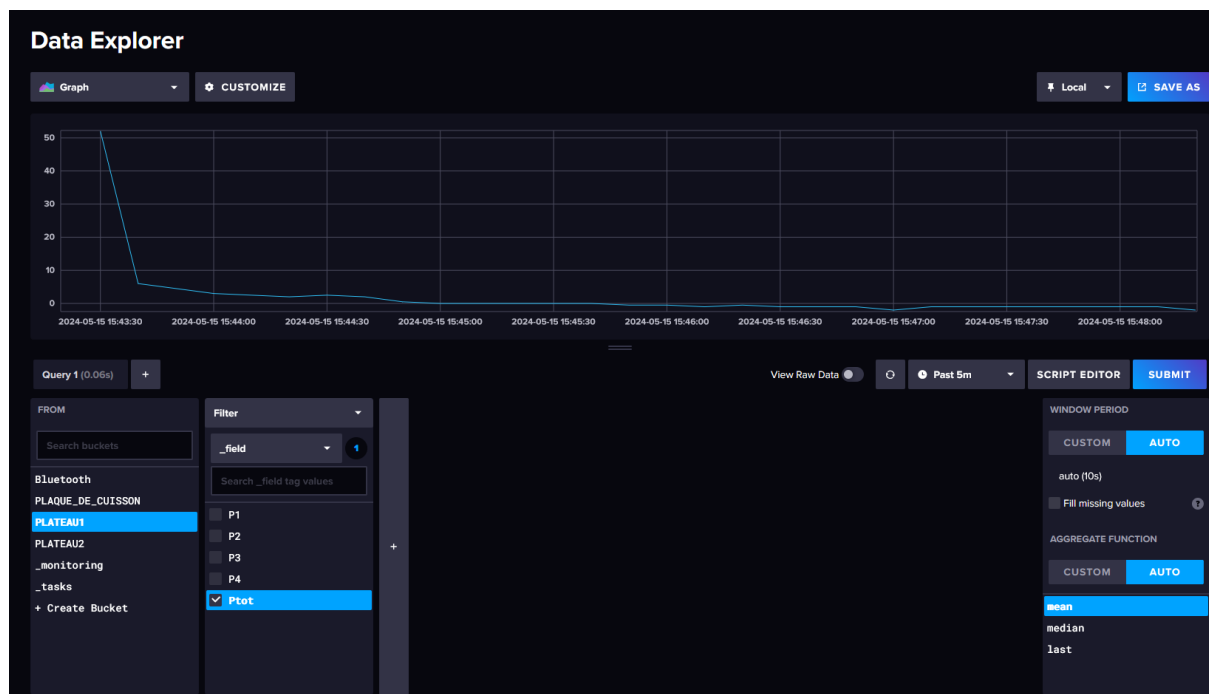 Data Explorer
Graph
CUSTOMIZE
Local
SAVE AS
50
40
30
20
10
0
2024-05-15 15:43:30 2024-05-15 15:44:00 2024-05-15 15:44:30 2024-05-15 15:45:00 2024-05-15 15:45:30 2024-05-15 15:46:00 2024-05-15 15:46:30 2024-05-15 15:47:00 2024-05-15 15:47:30 2024-05-15 15:48:00
Query 1 (0.06s)
+
View Raw Data
Past 5m
SCRIPT EDITOR
SUBMIT
FROM
Search buckets
Bluetooth
PLAQUE_DE_CUISSON
PLATEAU1
PLATEAU2
_monitoring
_tasks
+ Create Bucket
Filter
_field
1
Search _field tag values
P1
P2
P3
P4
Ptot
+
WINDOW PERIOD
CUSTOM
AUTO
auto (10s)
Fill missing values
?
AGGREGATE FUNCTION
CUSTOM
AUTO
mean
median
last